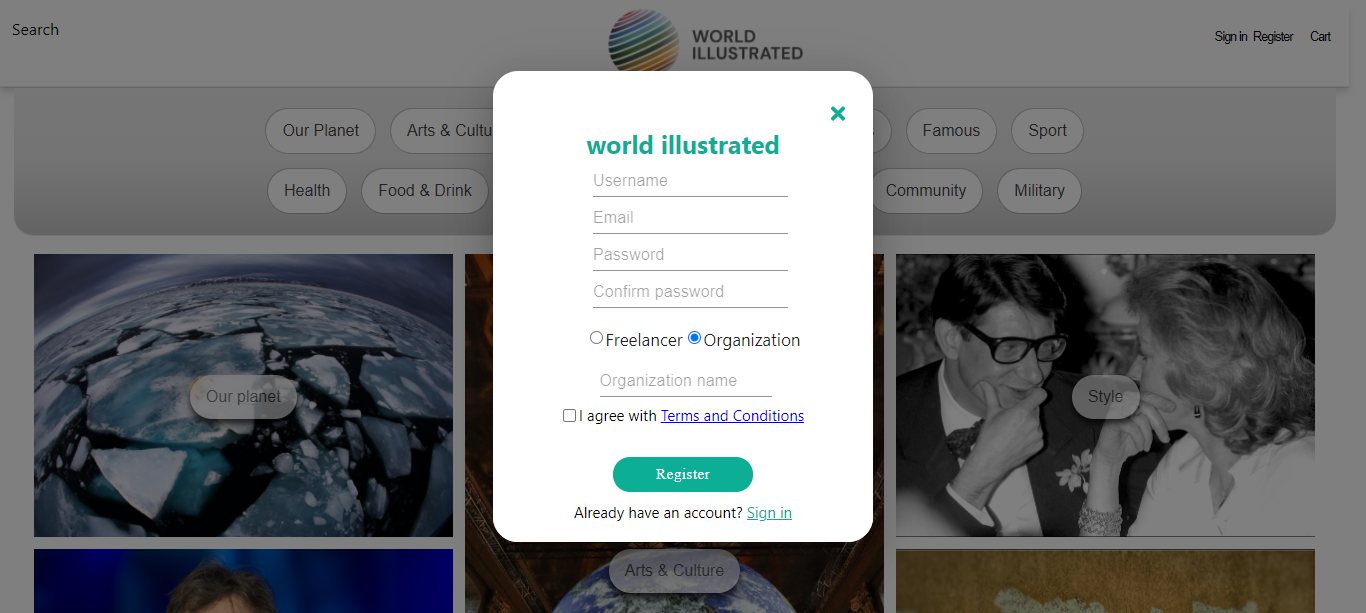 Search
WORLD
ILLUSTRATED
Sign in Register Cart
Our Planet
Arts & Cultu
Famous
Sport
Health
Food & Drink
Community
Military
world illustrated
Username
Email
Password
Confirm password
Freelancer Organization
Organization name
I agree with Terms and Conditions
Register
Already have an account? Sign in
Our planet
Style
Arts & Culture